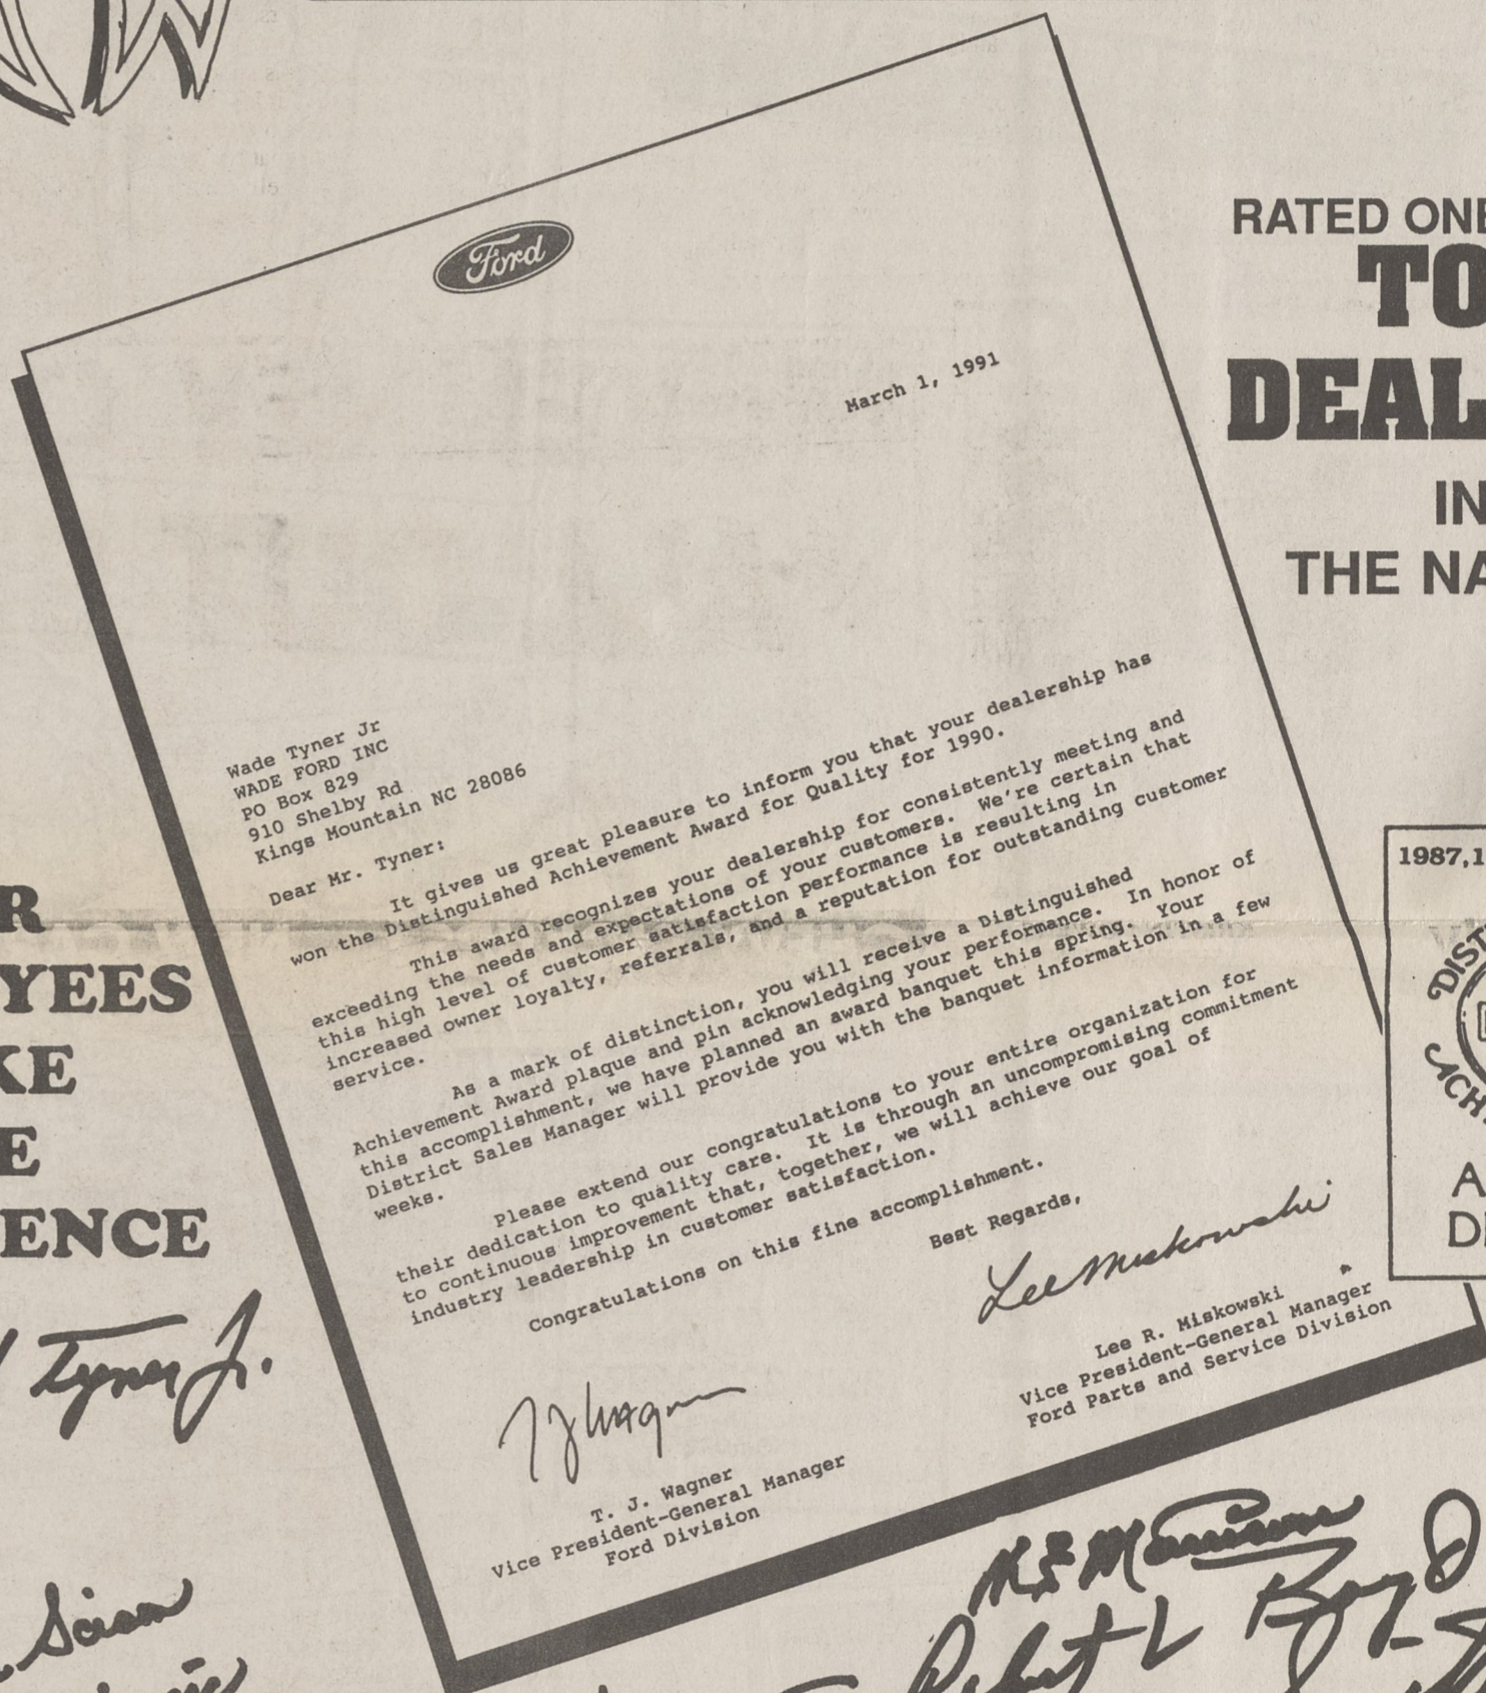 Ford
March 1, 1991
Wade Tyner Jr
WADE FORD INC
PO Box 829
910 Shelby Rd
Kings Mountain NC 28086
Dear Mr. Tyner:
It gives us great pleasure to inform you that your dealership has
won the Distinguished Achievement Award for Quality for 1990.
This award recognizes your dealership for consistently meeting and
exceeding the needs and expectations of your customers. We're certain that
this high level of customer satisfaction performance is resulting in
increased owner loyalty, referrals, and a reputation for outstanding customer
service.
As a mark of distinction, you will receive a Distinguished
Achievement Award plaque and pin acknowledging your performance. In honor of
this accomplishment, we have planned an award banquet this spring. Your
District Sales Manager will provide you with the banquet information in a few
weeks.
Please extend our congratulations to your entire organization for
their dedication to quality care. It is through an uncompromising commitment
to continuous improvement that, together, we will achieve our goal of
industry leadership in customer satisfaction.
Congratulations on this fine accomplishment.
Best Regards,
Lee Miskowski
Lee R. Miskowski
Vice President-General Manager
Ford Parts and Service Division
TJ Wagner
T. J. Wagner
Vice President-General Manager
Ford Division
RATED ONE
TO
DEAL
IN
THE NA
1987,1
DIST
ACH
A
D
R
YEES
KE
E
ENCE
Tyner Jr.
Robert L